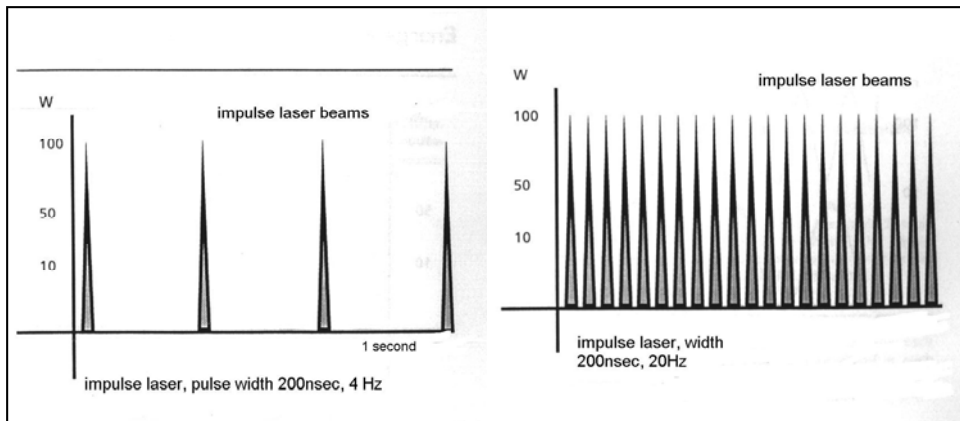 W
impulse laser beams
100
50
10
1 second
impulse laser, pulse width 200nsec, 4 Hz
W
impulse laser beams
100
50
10
impulse laser, width
200nsec, 20Hz